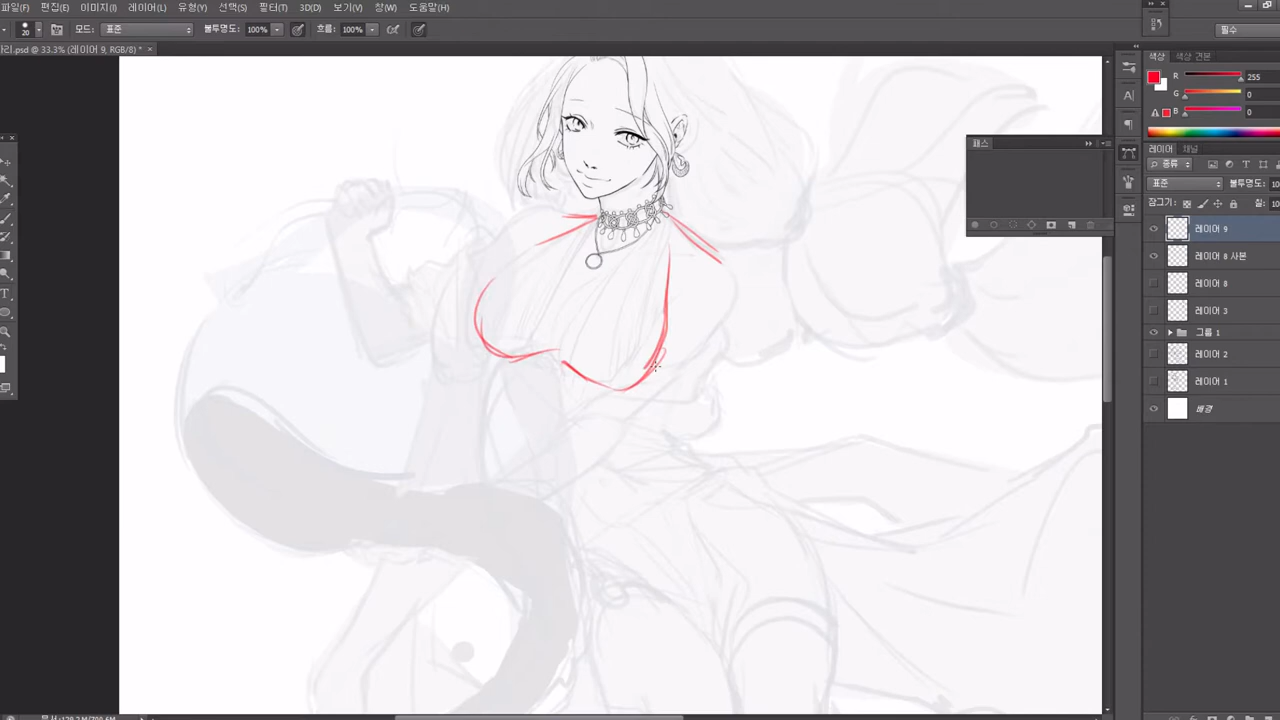 파일(F) 편집(E) 이미지(I) 레이어(L) 유형(Y) 선택(S) 필터(T) 3D(D) 보기(V) 창(W) 도움말(H)
20 모드: 표준 불투명도: 100% 흐름: 100% 필수
리.psd @ 33.3% (레이어 9, RGB/8) * ×
색상 색상 견본
R 255
G 0
B 0
패스
레이어 채널
종류
표준 불투명도: 10
잠그기: 칠: 10
레이어 9
레이어 8 사본
레이어 8
레이어 3
그룹 1
레이어 2
레이어 1
배경